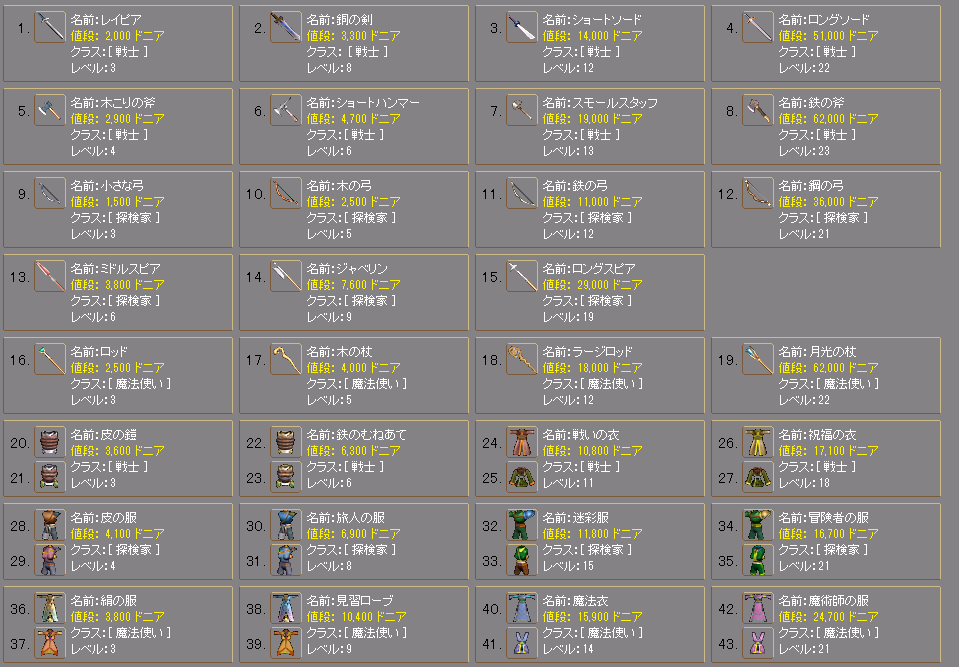 1. 名前:レイピア
値段: 2,000 ドニア
クラス:[ 戦士 ]
レベル:3
2. 名前:銅の剣
値段: 3,300 ドニア
クラス:[ 戦士 ]
レベル:8
3. 名前:ショートソード
値段: 14,000 ドニア
クラス:[ 戦士 ]
レベル:12
4. 名前:ロングソード
値段: 51,000 ドニア
クラス:[ 戦士 ]
レベル:22
5. 名前:木こりの斧
値段: 2,900 ドニア
クラス:[ 戦士 ]
レベル:4
6. 名前:ショートハンマー
値段: 4,700 ドニア
クラス:[ 戦士 ]
レベル:6
7. 名前:スモールスタッフ
値段: 19,000 ドニア
クラス:[ 戦士 ]
レベル:13
8. 名前:鉄の斧
値段: 62,000 ドニア
クラス:[ 戦士 ]
レベル:23
9. 名前:小さな弓
値段: 1,500 ドニア
クラス:[ 探検家 ]
レベル:3
10. 名前:木の弓
値段: 2,500 ドニア
クラス:[ 探検家 ]
レベル:5
11. 名前:鉄の弓
値段: 11,000 ドニア
クラス:[ 探検家 ]
レベル:12
12. 名前:鋼の弓
値段: 36,000 ドニア
クラス:[ 探検家 ]
レベル:21
13. 名前:ミドルスピア
値段: 3,800 ドニア
クラス:[ 探検家 ]
レベル:6
14. 名前:ジャベリン
値段: 7,600 ドニア
クラス:[ 探検家 ]
レベル:9
15. 名前:ロングスピア
値段: 29,000 ドニア
クラス:[ 探検家 ]
レベル:19
16. 名前:ロッド
値段: 2,500 ドニア
クラス:[ 魔法使い ]
レベル:3
17. 名前:木の杖
値段: 4,000 ドニア
クラス:[ 魔法使い ]
レベル:5
18. 名前:ラージロッド
値段: 18,000 ドニア
クラス:[ 魔法使い ]
レベル:12
19. 名前:月光の杖
値段: 62,000 ドニア
クラス:[ 魔法使い ]
レベル:22
20. 名前:皮の鎧
値段: 3,600 ドニア
クラス:[ 戦士 ]
21. レベル:3
22. 名前:鉄のむねあて
値段: 6,300 ドニア
クラス:[ 戦士 ]
23. レベル:6
24. 名前:戦いの衣
値段: 10,800 ドニア
クラス:[ 戦士 ]
25. レベル:11
26. 名前:祝福の衣
値段: 17,100 ドニア
クラス:[ 戦士 ]
27. レベル:18
28. 名前:皮の服
値段: 4,100 ドニア
クラス:[ 探検家 ]
29. レベル:4
30. 名前:旅人の服
値段: 6,900 ドニア
クラス:[ 探検家 ]
31. レベル:8
32. 名前:迷彩服
値段: 11,800 ドニア
クラス:[ 探検家 ]
33. レベル:15
34. 名前:冒険者の服
値段: 16,700 ドニア
クラス:[ 探検家 ]
35. レベル:21
36. 名前:絹の服
値段: 3,800 ドニア
クラス:[ 魔法使い ]
37. レベル:3
38. 名前:見習ローブ
値段: 10,400 ドニア
クラス:[ 魔法使い ]
39. レベル:9
40. 名前:魔法衣
値段: 15,900 ドニア
クラス:[ 魔法使い ]
41. レベル:14
42. 名前:魔術師の服
値段: 24,700 ドニア
クラス:[ 魔法使い ]
43. レベル:21